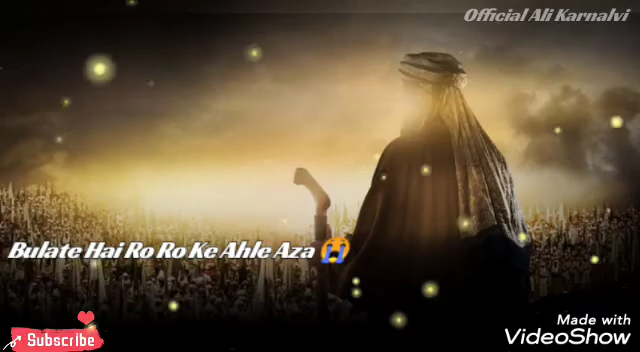 Official Ali Karnalvi
Bulate Hai Ro Ro Ke Ahle Aza 😭
Subscribe
Made with
VideoShow